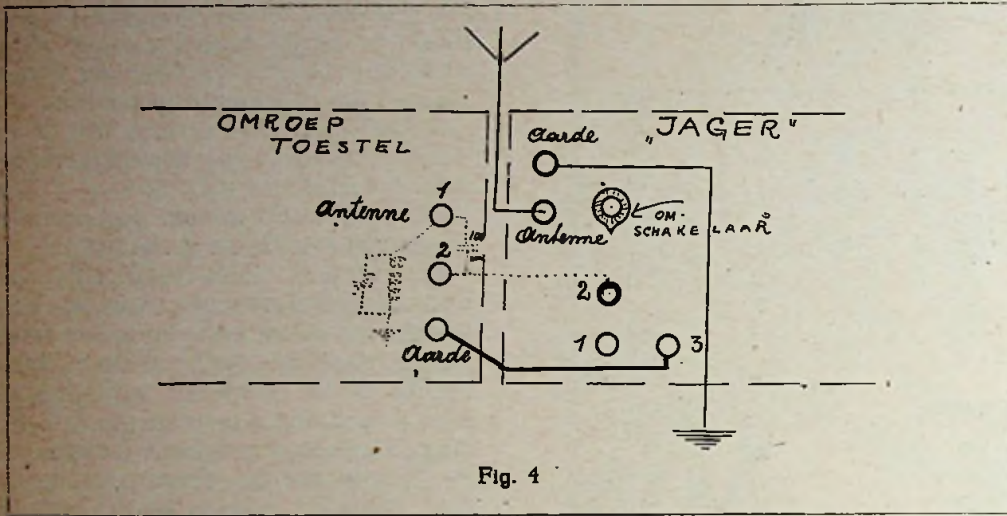 OMROEP
TOESTEL
„JAGER"
Aarde
1
Antenne
Antenne
OM-
SCHAKELAAR"
2
2
1
3
Aarde
Fig. 4